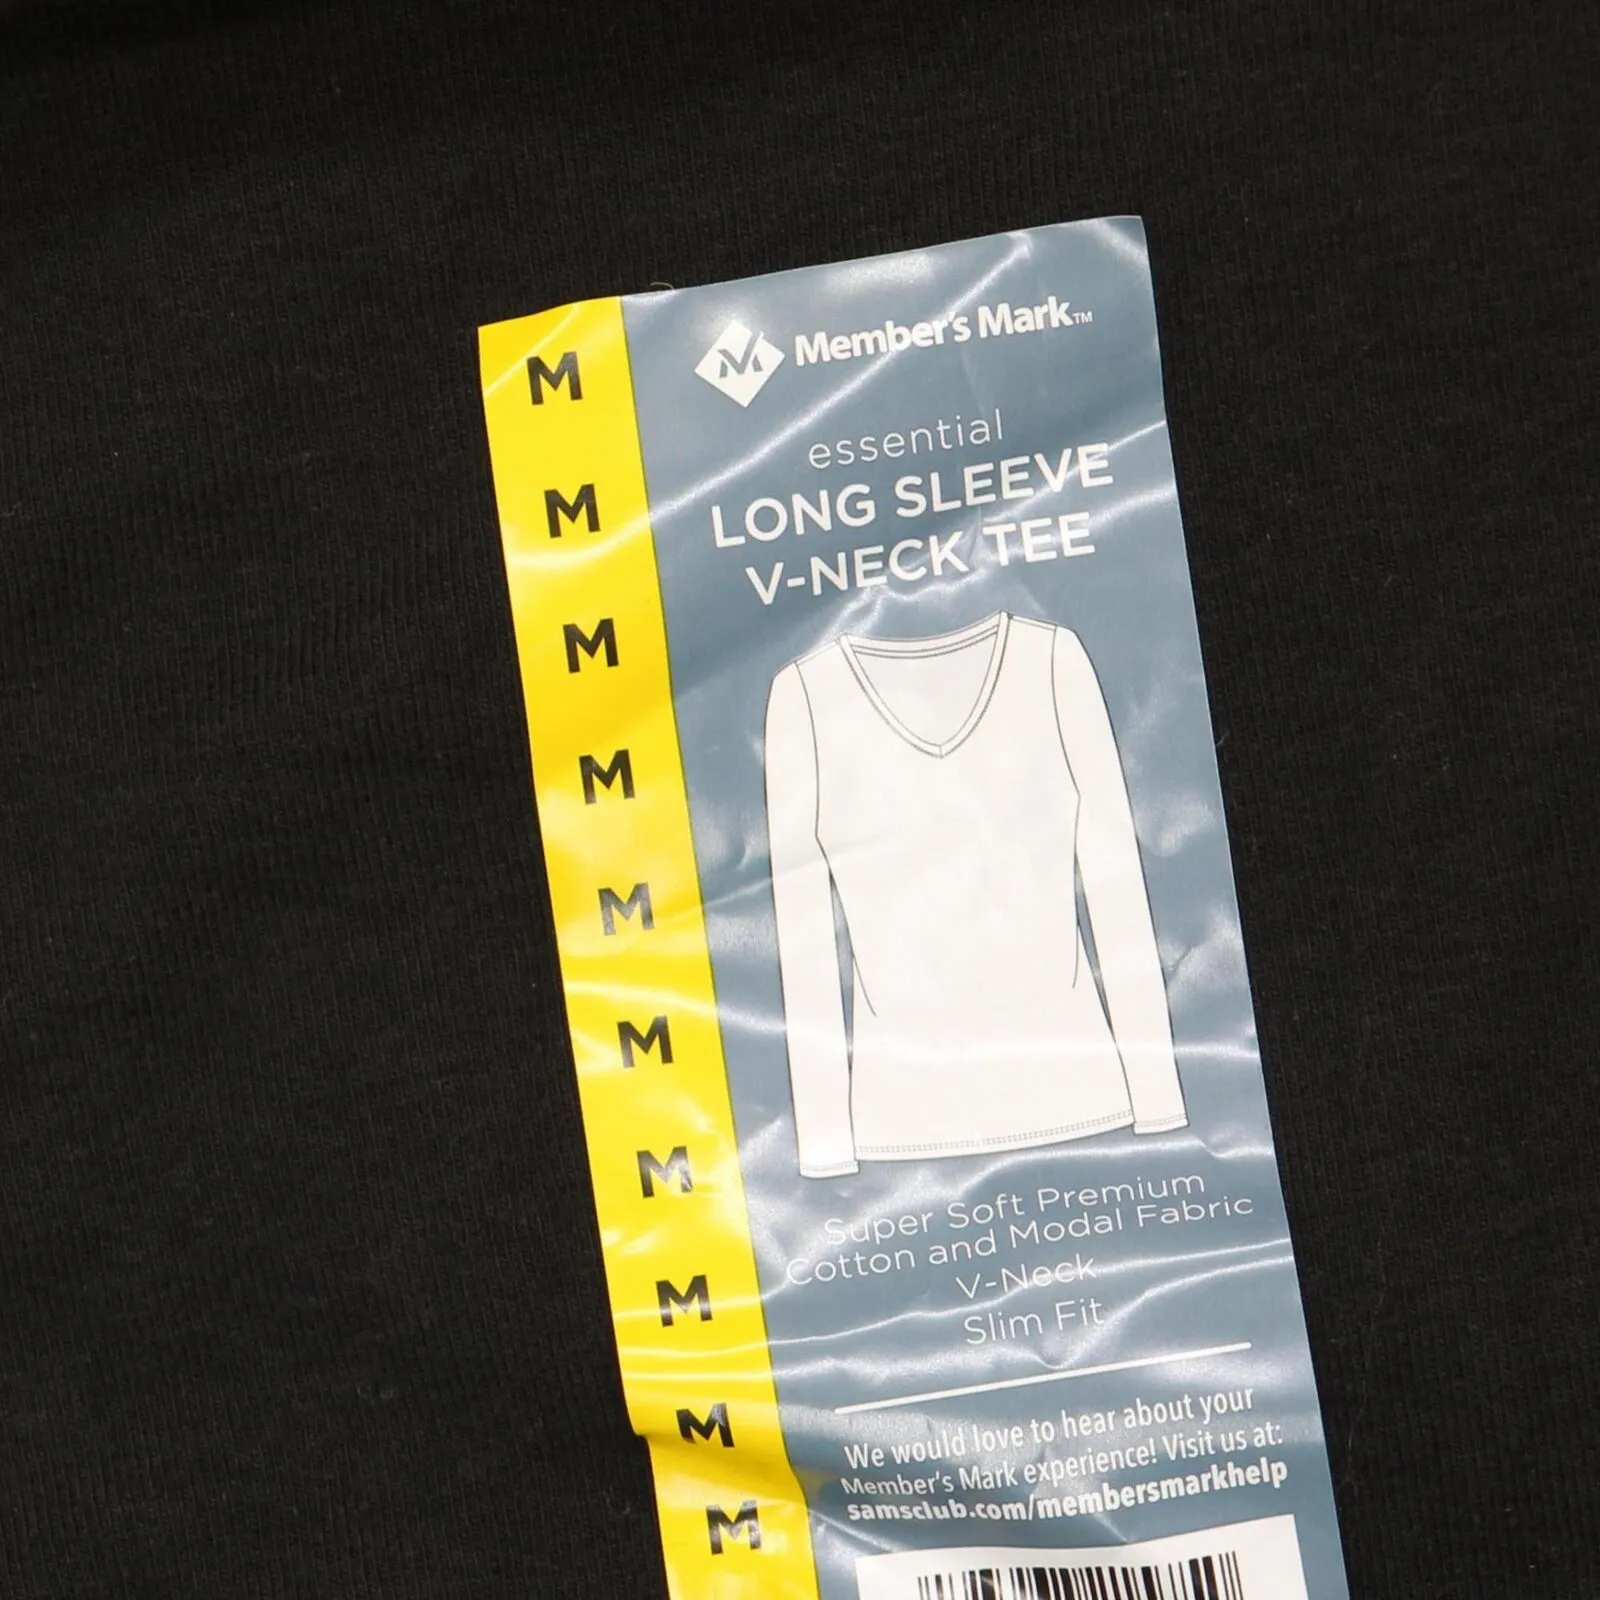 M
M
M
M
M
M
M
M
M
M
Member's Mark™
essential
LONG SLEEVE
V-NECK TEE
Super Soft Premium
Cotton and Modal Fabric
V-Neck
Slim Fit
We would love to hear about your
Member's Mark experience! Visit us at:
samsclub.com/membersmarkhelp